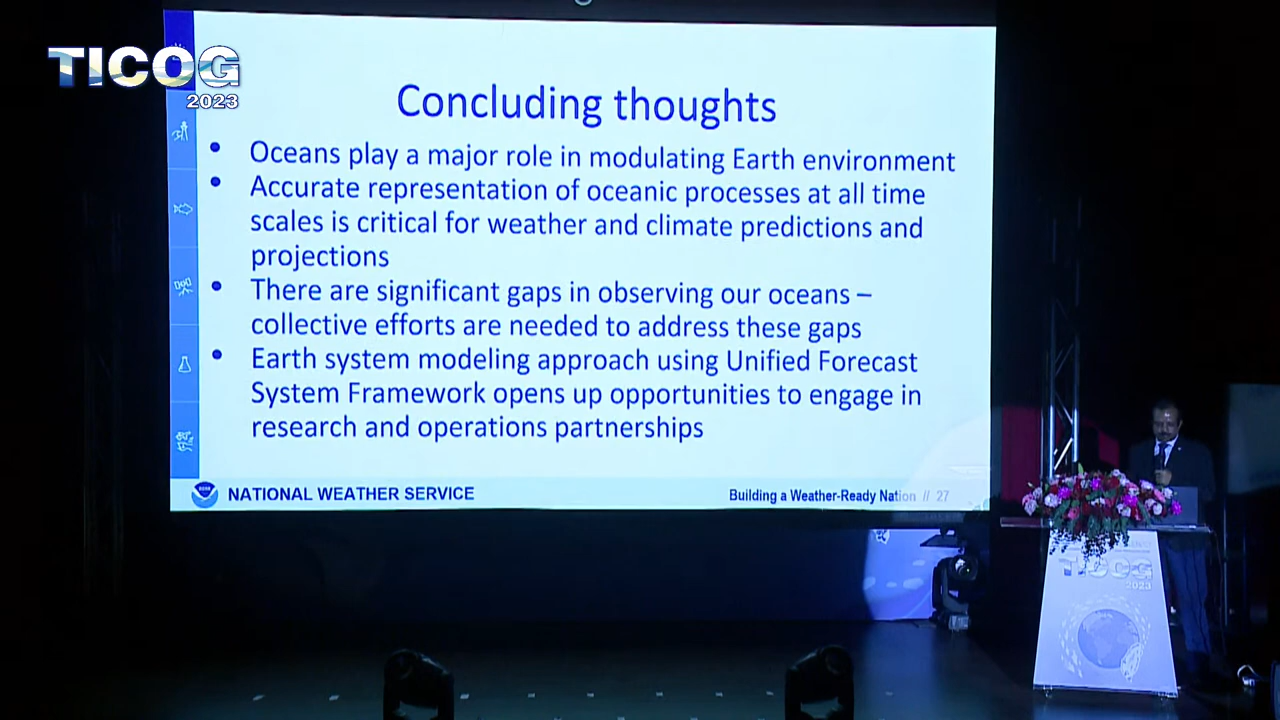 TICOG
2023
Concluding thoughts
• Oceans play a major role in modulating Earth environment
• Accurate representation of oceanic processes at all time
scales is critical for weather and climate predictions and
projections
• There are significant gaps in observing our oceans –
collective efforts are needed to address these gaps
• Earth system modeling approach using Unified Forecast
System Framework opens up opportunities to engage in
research and operations partnerships
NATIONAL WEATHER SERVICE
Building a Weather-Ready Nation // 27
TICOG
2023